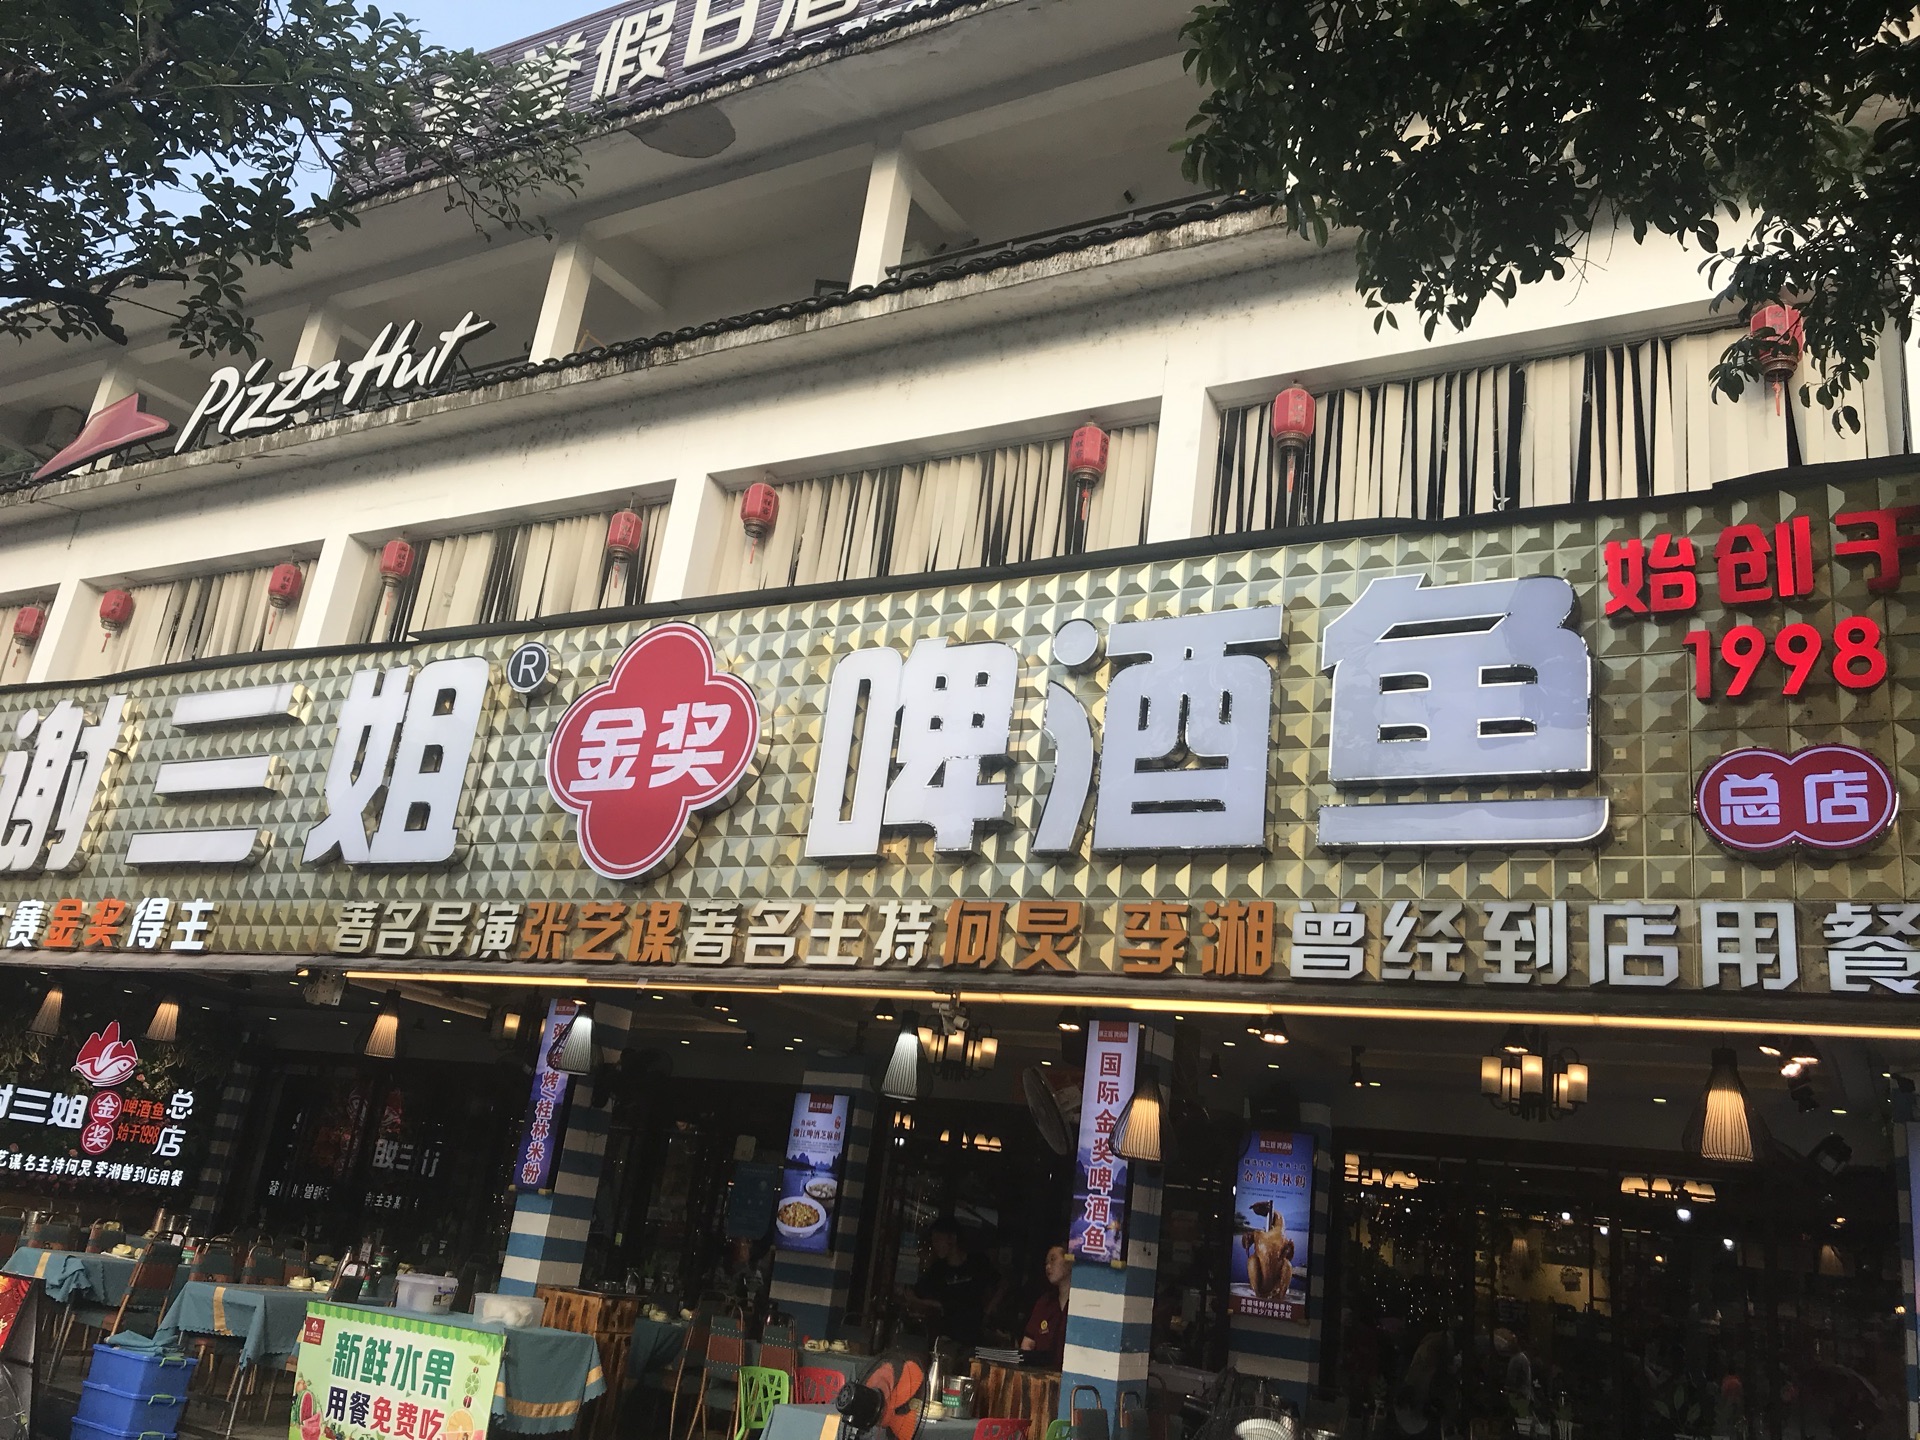 假日酒
Pizza Hut
始创于
1998
谢三姐® 金奖 啤酒鱼
总店
赛金奖得主 著名导演张艺谋著名主持何炅 李湘曾经到店用餐
谢三姐 金奖 啤酒鱼 总店
始于1998
艺谋名主持何炅 李湘曾到店用餐
烤/桂林米粉
国际金奖啤酒鱼
新鲜水果
用餐免费吃